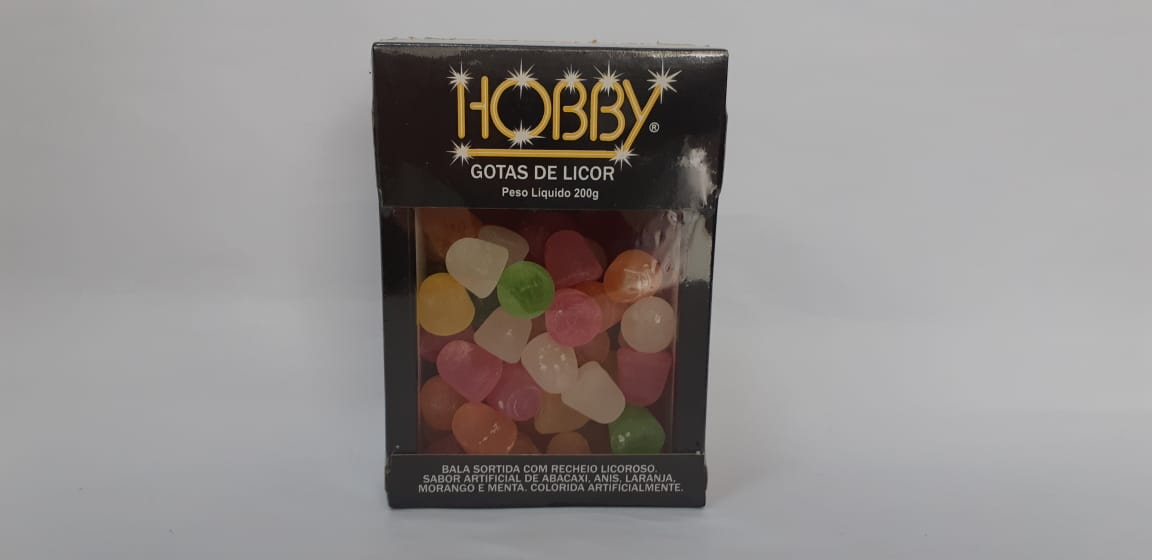 HOBBY®
GOTAS DE LICOR
Peso Líquido 200g
BALA SORTIDA COM RECHEIO LICOROSO.
SABOR ARTIFICIAL DE ABACAXI, ANIS, LARANJA,
MORANGO E MENTA. COLORIDA ARTIFICIALMENTE.